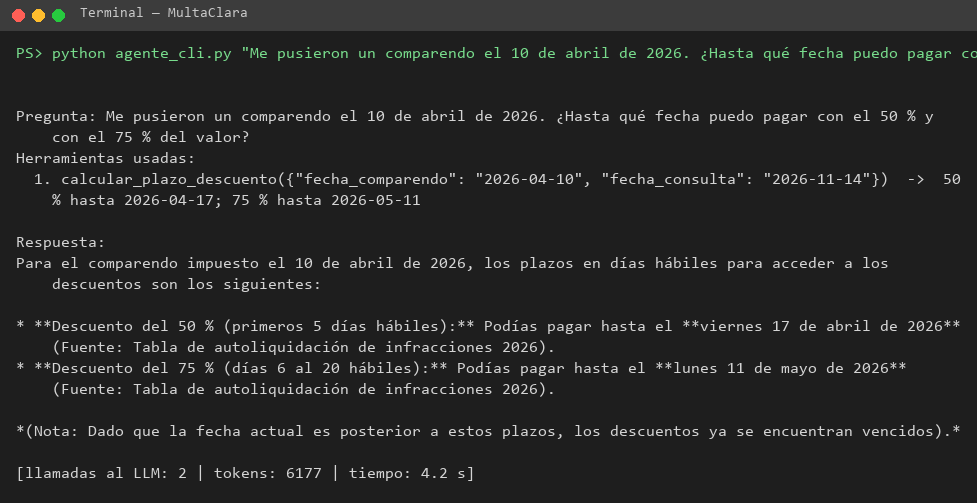 Terminal — MultaClara
PS> python agente_cli.py "Me pusieron un comparendo el 10 de abril de 2026. ¿Hasta qué fecha puedo pagar co
Pregunta: Me pusieron un comparendo el 10 de abril de 2026. ¿Hasta qué fecha puedo pagar con el 50 % y
con el 75 % del valor?
Herramientas usadas:
1. calcular_plazo_descuento({"fecha_comparendo": "2026-04-10", "fecha_consulta": "2026-11-14"})  ->  50
% hasta 2026-04-17; 75 % hasta 2026-05-11
Respuesta:
Para el comparendo impuesto el 10 de abril de 2026, los plazos en días hábiles para acceder a los
descuentos son los siguientes:
* **Descuento del 50 % (primeros 5 días hábiles):** Podías pagar hasta el **viernes 17 de abril de 2026**
(Fuente: Tabla de autoliquidación de infracciones 2026).
* **Descuento del 75 % (días 6 al 20 hábiles):** Podías pagar hasta el **lunes 11 de mayo de 2026**
(Fuente: Tabla de autoliquidación de infracciones 2026).
*(Nota: Dado que la fecha actual es posterior a estos plazos, los descuentos ya se encuentran vencidos).*
[llamadas al LLM: 2 | tokens: 6177 | tiempo: 4.2 s]